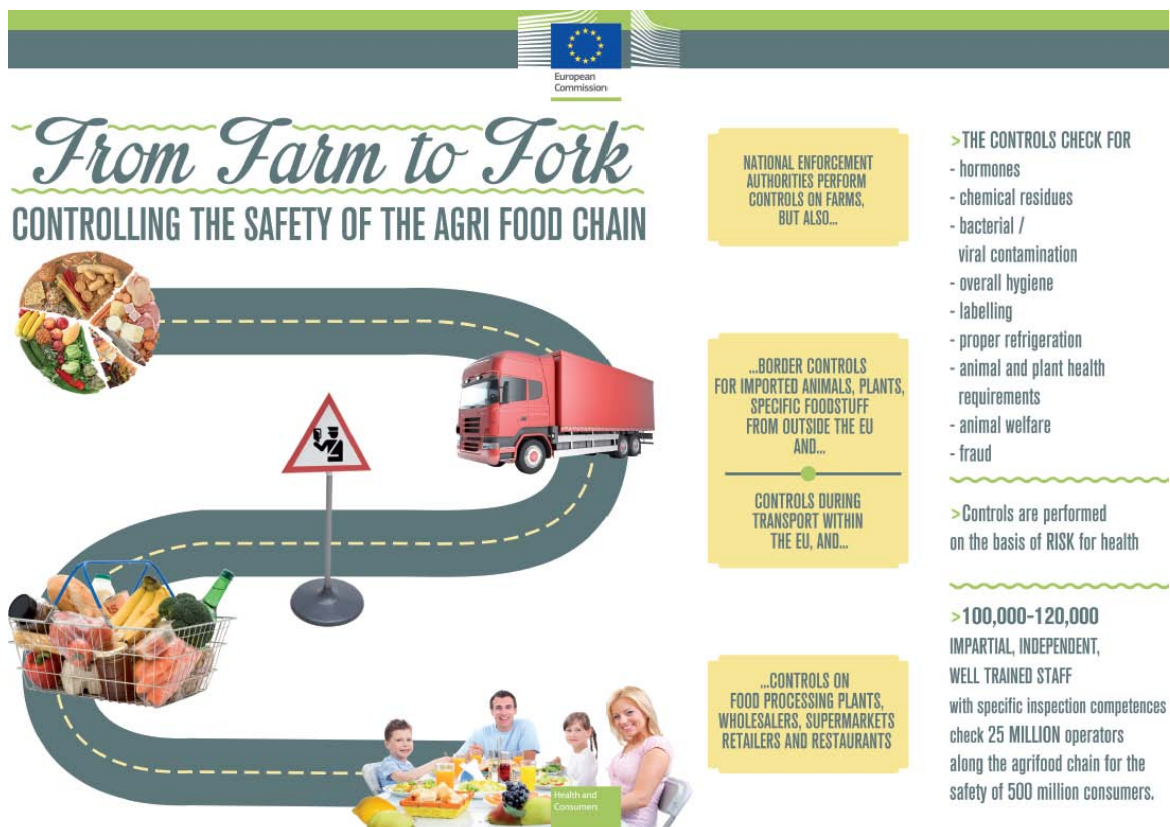 European
Commission
From Farm to Fork
CONTROLLING THE SAFETY OF THE AGRI FOOD CHAIN
NATIONAL ENFORCEMENT
AUTHORITIES PERFORM
CONTROLS ON FARMS,
BUT ALSO...
...BORDER CONTROLS
FOR IMPORTED ANIMALS, PLANTS,
SPECIFIC FOODSTUFF
FROM OUTSIDE THE EU
AND...
CONTROLS DURING
TRANSPORT WITHIN
THE EU, AND...
...CONTROLS ON
FOOD PROCESSING PLANTS,
WHOLESALERS, SUPERMARKETS
RETAILERS AND RESTAURANTS
>THE CONTROLS CHECK FOR
- hormones
- chemical residues
- bacterial /
viral contamination
- overall hygiene
- labelling
- proper refrigeration
- animal and plant health
requirements
- animal welfare
- fraud
>Controls are performed
on the basis of RISK for health
>100,000-120,000
IMPARTIAL, INDEPENDENT,
WELL TRAINED STAFF
with specific inspection competences
check 25 MILLION operators
along the agrifood chain for the
safety of 500 million consumers.
Health and
Consumers